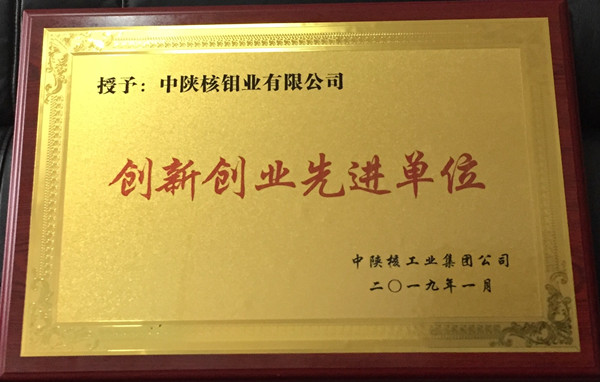 授予：中陕核钼业有限公司
创新创业先进单位
中陕核工业集团公司
二〇一九年一月